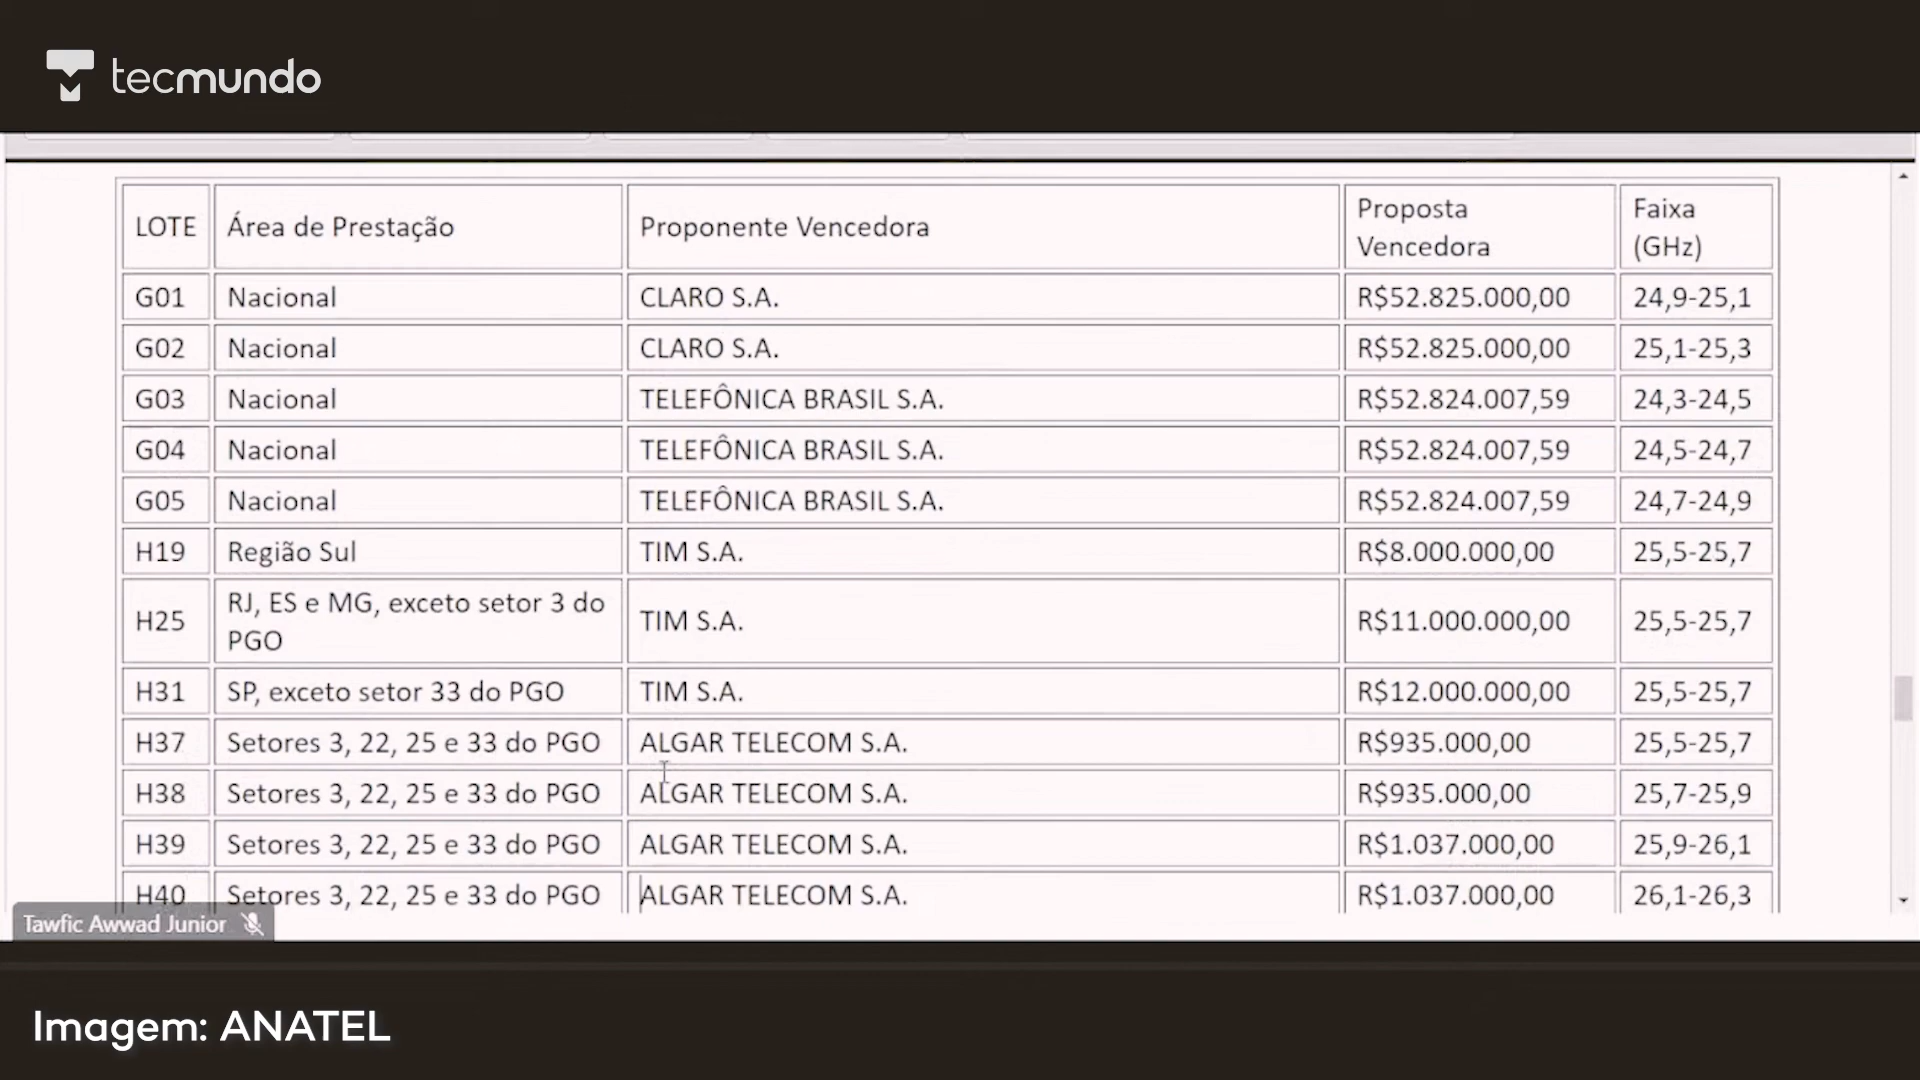 tecmundo
LOTE Área de Prestação Proponente Vencedora Proposta Vencedora Faixa (GHz)
G01 Nacional CLARO S.A. R$52.825.000,00 24,9-25,1
G02 Nacional CLARO S.A. R$52.825.000,00 25,1-25,3
G03 Nacional TELEFÔNICA BRASIL S.A. R$52.824.007,59 24,3-24,5
G04 Nacional TELEFÔNICA BRASIL S.A. R$52.824.007,59 24,5-24,7
G05 Nacional TELEFÔNICA BRASIL S.A. R$52.824.007,59 24,7-24,9
H19 Região Sul TIM S.A. R$8.000.000,00 25,5-25,7
H25 RJ, ES e MG, exceto setor 3 do PGO TIM S.A. R$11.000.000,00 25,5-25,7
H31 SP, exceto setor 33 do PGO TIM S.A. R$12.000.000,00 25,5-25,7
H37 Setores 3, 22, 25 e 33 do PGO ALGAR TELECOM S.A. R$935.000,00 25,5-25,7
H38 Setores 3, 22, 25 e 33 do PGO ALGAR TELECOM S.A. R$935.000,00 25,7-25,9
H39 Setores 3, 22, 25 e 33 do PGO ALGAR TELECOM S.A. R$1.037.000,00 25,9-26,1
H40 Setores 3, 22, 25 e 33 do PGO ALGAR TELECOM S.A. R$1.037.000,00 26,1-26,3
Tawfic Awwad Junior
Imagem: ANATEL